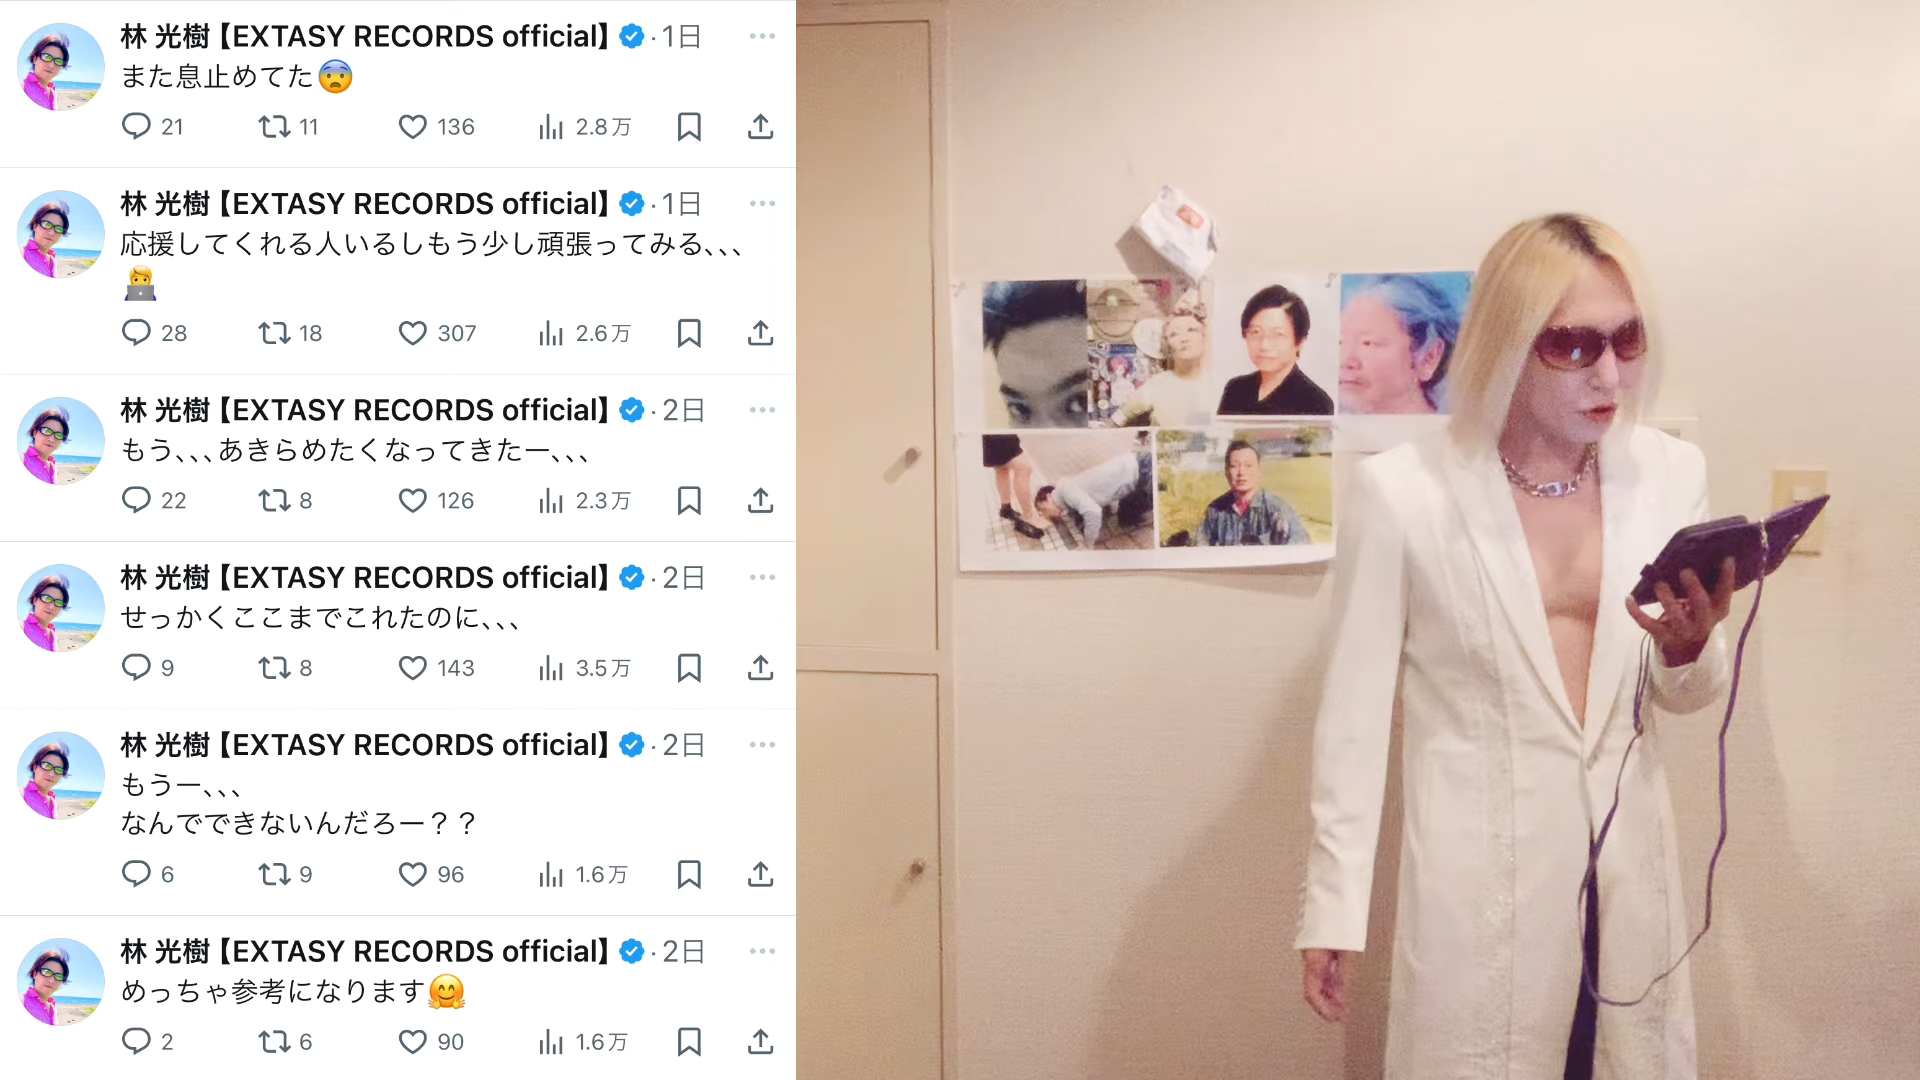 林 光樹【EXTASY RECORDS official】 · 1日
また息止めてた😨
21 11 136 2.8万
林 光樹【EXTASY RECORDS official】 · 1日
応援してくれる人いるしもう少し頑張ってみる、、、
👨‍💻
28 18 307 2.6万
林 光樹【EXTASY RECORDS official】 · 2日
もう、、、あきらめたくなってきたー、、、
22 8 126 2.3万
林 光樹【EXTASY RECORDS official】 · 2日
せっかくここまでこれたのに、、、
9 8 143 3.5万
林 光樹【EXTASY RECORDS official】 · 2日
もうー、、、
なんでできないんだろー？？
6 9 96 1.6万
林 光樹【EXTASY RECORDS official】 · 2日
めっちゃ参考になります🤗
2 6 90 1.6万